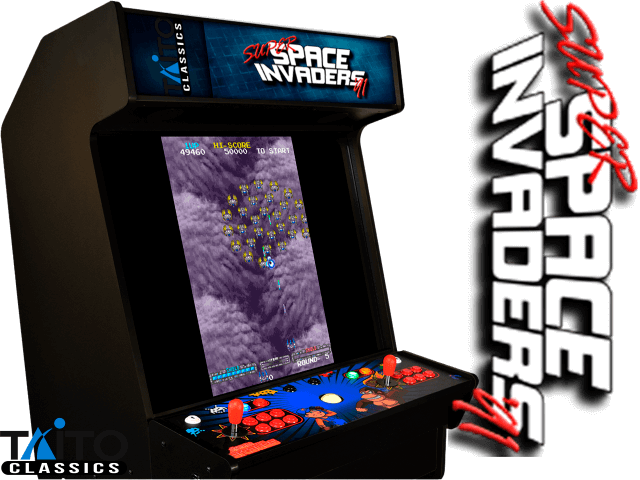 TAITO
CLASSICS
SUPER
SPACE
INVADERS
'91
HI-SCORE
49460 50000 TO START
ROUND 5
0
SUPER
SPACE
INVADERS
'91
TAITO
CLASSICS